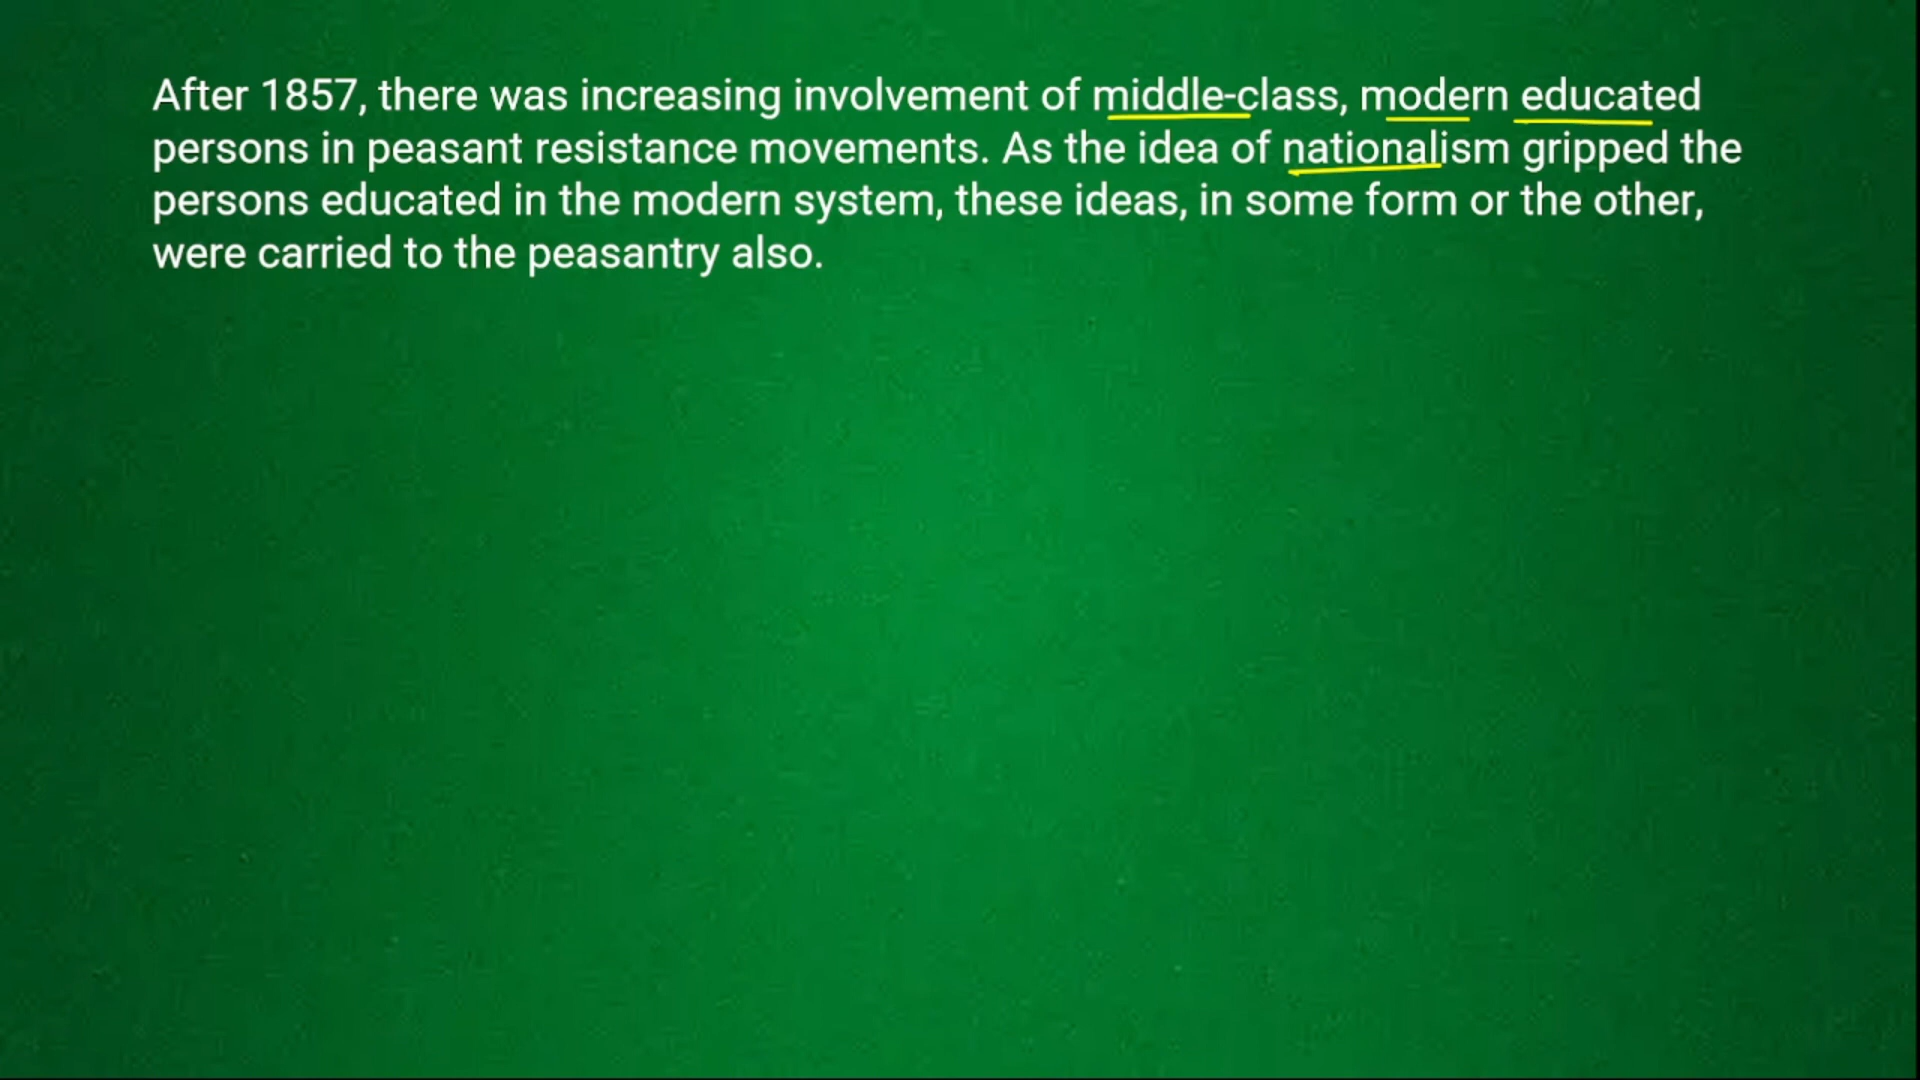 After 1857, there was increasing involvement of middle-class, modern educated
persons in peasant resistance movements. As the idea of nationalism gripped the
persons educated in the modern system, these ideas, in some form or the other,
were carried to the peasantry also.